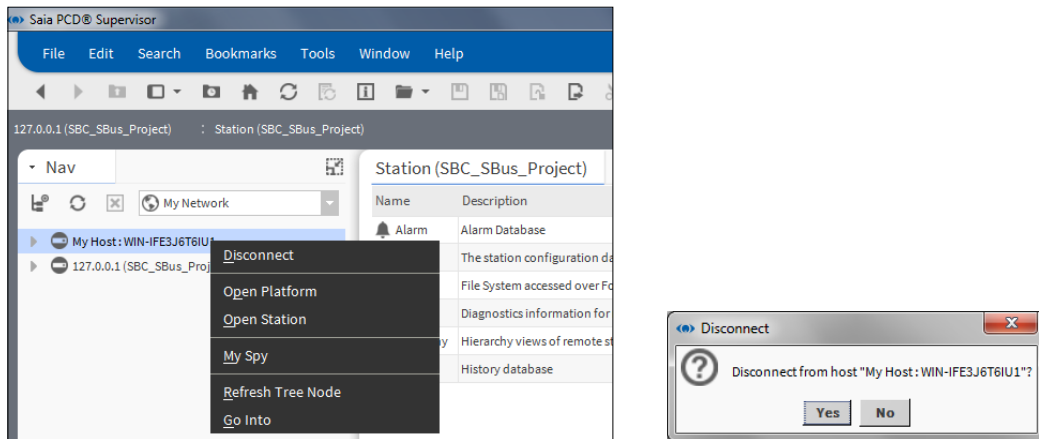 Saia PCD® Supervisor
File Edit Search Bookmarks Tools Window Help
127.0.0.1 (SBC_SBus_Project) : Station (SBC_SBus_Project)
Nav
My Network
My Host : WIN-IFE3J6T6IU1
127.0.0.1 (SBC_SBus_Proj
Disconnect
Open Platform
Open Station
My Spy
Refresh Tree Node
Go Into
Station (SBC_SBus_Project)
Name Description
Alarm Alarm Database
The station configuration da
File System accessed over Fo
Diagnostics information for
y Hierarchy views of remote st
History database
Disconnect
Disconnect from host "My Host : WIN-IFE3J6T6IU1"?
Yes No